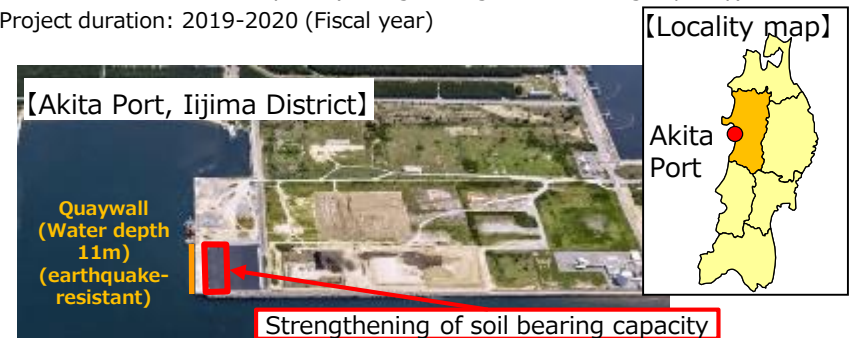 Project duration: 2019-2020 (Fiscal year)
【Locality map】
【Akita Port, Iijima District】
Akita
Port
Quaywall
(Water depth
11m)
(earthquake-
resistant)
Strengthening of soil bearing capacity